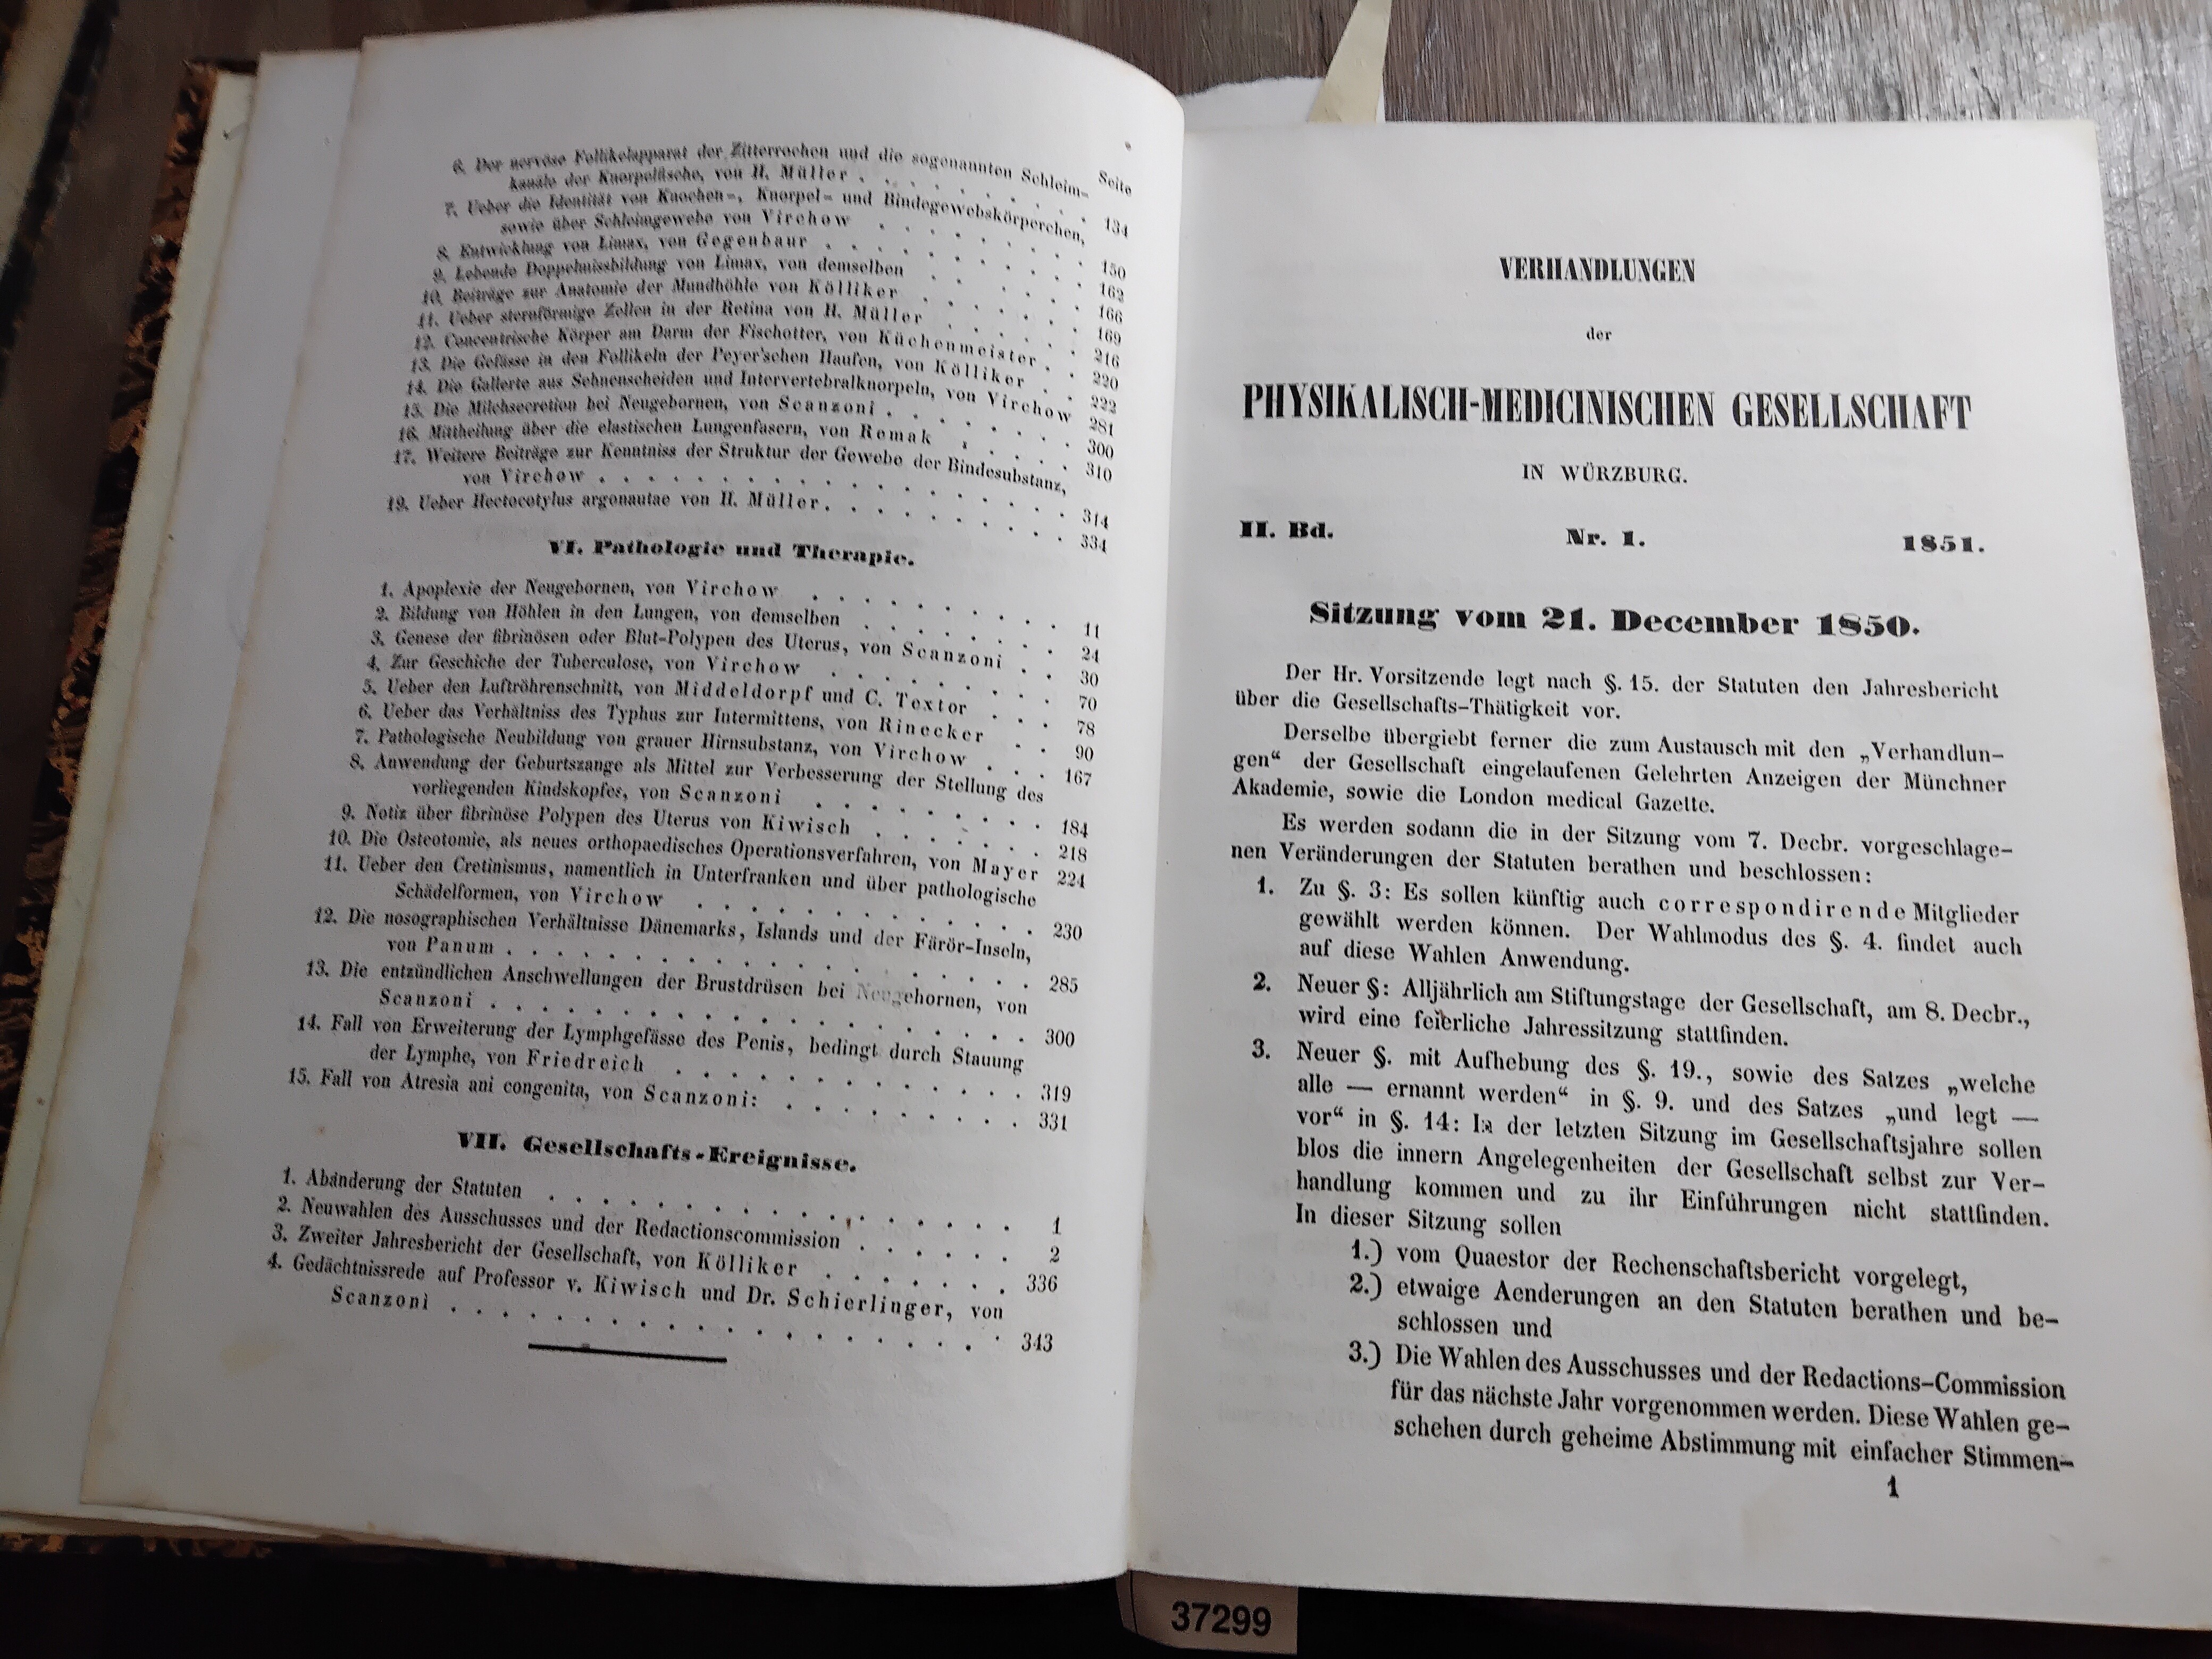 Seite
6. Der nervöse Follikelapparat der Zitterrochen und die sogenannten Schleim-
kanäle der Knorpelfische, von H. Müller . . . . . . . . . 134
7. Ueber die Identität von Knochen-, Knorpel- und Bindegewebskörperchen,
sowie über Schleimgewebe von Virchow . . . . . . . . 150
8. Entwicklung von Limax, von Gegenbaur . . . . . . . . . 162
9. Lebende Doppelmissbildung von Limax, von demselben . . . . . 166
10. Beiträge zur Anatomie der Mundhöhle von Kölliker . . . . . . 169
11. Ueber sternförmige Zellen in der Retina von H. Müller . . . . . 216
12. Concentrische Körper am Darm der Fischotter, von Küchenmeister . . 220
13. Die Gefässe in den Follikeln der Peyer'schen Haufen, von Kölliker . . 222
14. Die Gallerte aus Sehnenscheiden und Intervertebralknorpeln, von Virchow 281
15. Die Milchsecretion bei Neugebornen, von Scanzoni . . . . . . 300
16. Mittheilung über die elastischen Lungenfasern, von Remak . . . . 310
17. Weitere Beiträge zur Kenntniss der Struktur der Gewebe der Bindesubstanz,
von Virchow . . . . . . . . . . . . . . . . 314
19. Ueber Hectocotylus argonautae von H. Müller . . . . . . . . 334
VI. Pathologie und Therapie.
1. Apoplexie der Neugebornen, von Virchow . . . . . . . . . 11
2. Bildung von Höhlen in den Lungen, von demselben . . . . . . . 24
3. Genese der fibrinösen oder Blut-Polypen des Uterus, von Scanzoni . . 30
4. Zur Geschiche der Tuberculose, von Virchow . . . . . . . . 70
5. Ueber den Luftröhrenschnitt, von Middeldorpf und C. Textor . . . 78
6. Ueber das Verhältniss des Typhus zur Intermittens, von Rinecker . . 90
7. Pathologische Neubildung von grauer Hirnsubstanz, von Virchow . . . 167
8. Anwendung der Geburtszange als Mittel zur Verbesserung der Stellung des
vorliegenden Kindskopfes, von Scanzoni . . . . . . . . . 184
9. Notiz über fibrinöse Polypen des Uterus von Kiwisch . . . . . . 218
10. Die Osteotomie, als neues orthopaedisches Operationsverfahren, von Mayer 224
11. Ueber den Cretinismus, namentlich in Unterfranken und über pathologische
Schädelformen, von Virchow . . . . . . . . . . . . 230
12. Die nosographischen Verhältnisse Dänemarks, Islands und der Färör-Inseln,
von Panum . . . . . . . . . . . . . . . . . 285
13. Die entzündlichen Anschwellungen der Brustdrüsen bei Neugebornen, von
Scanzoni . . . . . . . . . . . . . . . . . . 300
14. Fall von Erweiterung der Lymphgefässe des Penis, bedingt durch Stauung
der Lymphe, von Friedreich . . . . . . . . . . . . 319
15. Fall von Atresia ani congenita, von Scanzoni: . . . . . . . . 331
VII. Gesellschafts-Ereignisse.
1. Abänderung der Statuten . . . . . . . . . . . . . . . 1
2. Neuwahlen des Ausschusses und der Redactionscommission . . . . . . 2
3. Zweiter Jahresbericht der Gesellschaft, von Kölliker . . . . . . 336
4. Gedächtnissrede auf Professor v. Kiwisch und Dr. Schierlinger, von
Scanzoni . . . . . . . . . . . . . . . . . . 343
VERHANDLUNGEN
der
PHYSIKALISCH-MEDICINISCHEN GESELLSCHAFT
IN WÜRZBURG.
II. Bd. Nr. 1. 1851.
Sitzung vom 21. December 1850.
Der Hr. Vorsitzende legt nach §. 15. der Statuten den Jahresbericht
über die Gesellschafts-Thätigkeit vor.
Derselbe übergiebt ferner die zum Austausch mit den „Verhandlun-
gen“ der Gesellschaft eingelaufenen Gelehrten Anzeigen der Münchner
Akademie, sowie die London medical Gazette.
Es werden sodann die in der Sitzung vom 7. Decbr. vorgeschlage-
nen Veränderungen der Statuten berathen und beschlossen:
1. Zu §. 3: Es sollen künftig auch correspondirende Mitglieder
gewählt werden können. Der Wahlmodus des §. 4. findet auch
auf diese Wahlen Anwendung.
2. Neuer §: Alljährlich am Stiftungstage der Gesellschaft, am 8. Decbr.,
wird eine feierliche Jahressitzung stattfinden.
3. Neuer §. mit Aufhebung des §. 19., sowie des Satzes „welche
alle — ernannt werden“ in §. 9. und des Satzes „und legt —
vor“ in §. 14: In der letzten Sitzung im Gesellschaftsjahre sollen
blos die innern Angelegenheiten der Gesellschaft selbst zur Ver-
handlung kommen und zu ihr Einführungen nicht stattfinden.
In dieser Sitzung sollen
1.) vom Quaestor der Rechenschaftsbericht vorgelegt,
2.) etwaige Aenderungen an den Statuten berathen und be-
schlossen und
3.) Die Wahlen des Ausschusses und der Redactions-Commission
für das nächste Jahr vorgenommen werden. Diese Wahlen ge-
schehen durch geheime Abstimmung mit einfacher Stimmen-
1
37299